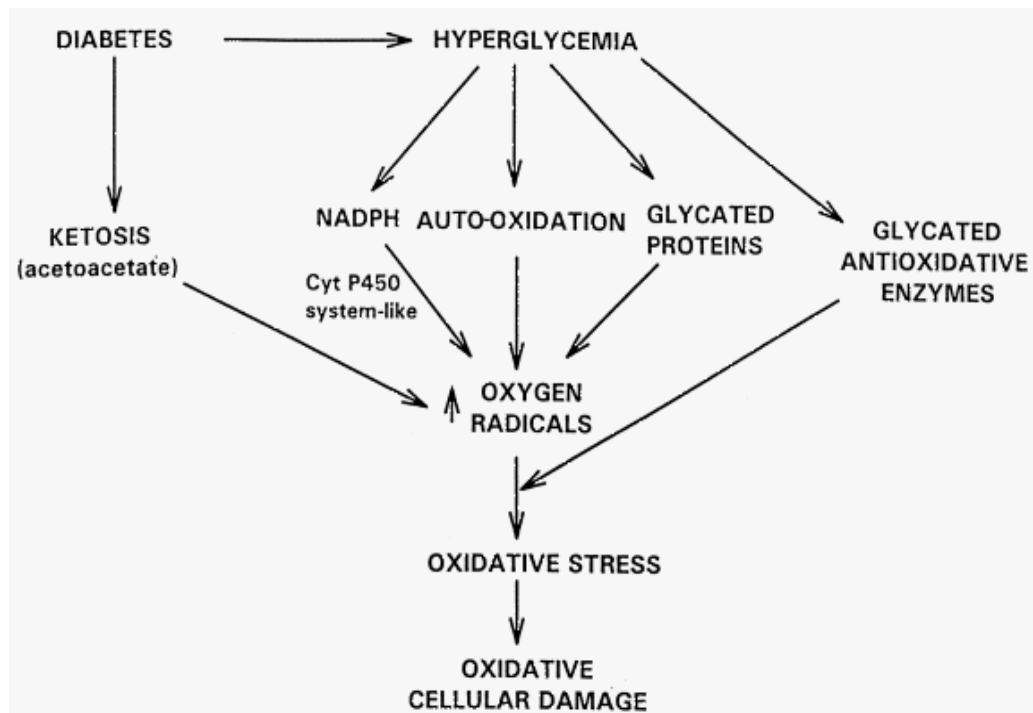 DIABETES
HYPERGLYCEMIA
KETOSIS
(acetoacetate)
NADPH
AUTO-OXIDATION
GLYCATED
PROTEINS
GLYCATED
ANTIOXIDATIVE
ENZYMES
Cyt P450
system-like
OXYGEN
RADICALS
OXIDATIVE STRESS
OXIDATIVE
CELLULAR DAMAGE